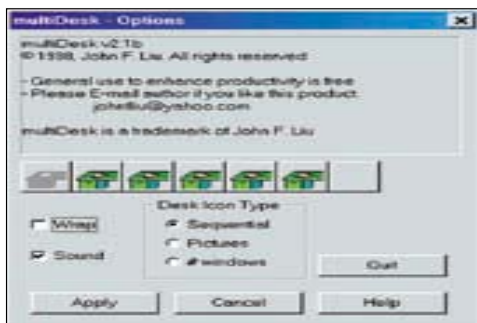 multiDesk - Options
multiDesk v2.1b
© 1998, John F. Liu. All rights reserved
- General use to enhance productivity is free
- Please E-mail author if you like this product.
multiDesk is a trademark of John F. Liu
Desk Icon Type
Wrap
Sequential
Pictures
Sound
# windows
Quit
Apply
Cancel
Help